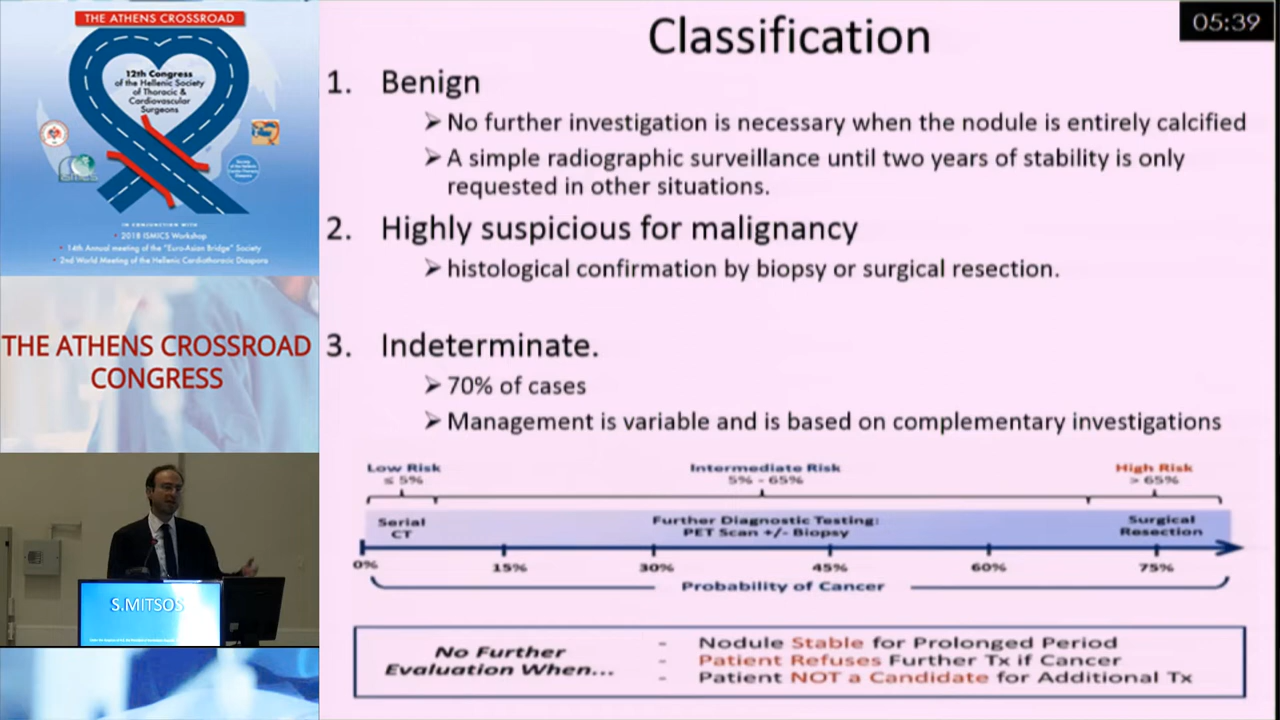 THE ATHENS CROSSROAD
12th Congress
of the Hellenic Society
of Thoracic &
Cardiovascular
Surgeons
IN CONJUNCTION WITH
• 2018 ISMICS Workshop
• 14th Annual meeting of the "Euro-Asian Bridge" Society
• 2nd World Meeting of the Hellenic Cardiothoracic Diaspora
THE ATHENS CROSSROAD
CONGRESS
S.MITSOS
05:39
Classification
1. Benign
➢ No further investigation is necessary when the nodule is entirely calcified
➢ A simple radiographic surveillance until two years of stability is only
requested in other situations.
2. Highly suspicious for malignancy
➢ histological confirmation by biopsy or surgical resection.
3. Indeterminate.
➢ 70% of cases
➢ Management is variable and is based on complementary investigations
Low Risk
≤ 5%
Intermediate Risk
5% - 65%
High Risk
> 65%
Serial
CT
Further Diagnostic Testing:
PET Scan +/- Biopsy
Surgical
Resection
0% 15% 30% 45% 60% 75%
Probability of Cancer
No Further
Evaluation When...
- Nodule Stable for Prolonged Period
- Patient Refuses Further Tx if Cancer
- Patient NOT a Candidate for Additional Tx